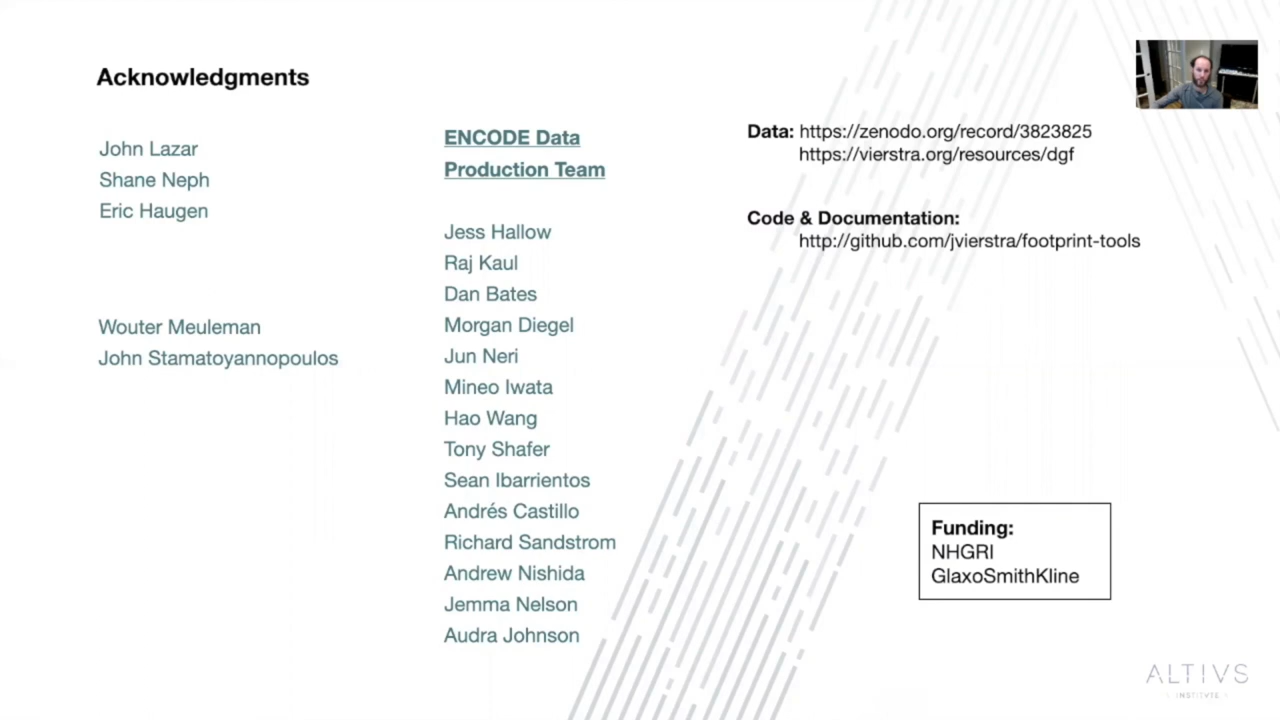 Acknowledgments
John Lazar
Shane Neph
Eric Haugen
Wouter Meuleman
John Stamatoyannopoulos
ENCODE Data
Production Team
Jess Hallow
Raj Kaul
Dan Bates
Morgan Diegel
Jun Neri
Mineo Iwata
Hao Wang
Tony Shafer
Sean Ibarrientos
Andrés Castillo
Richard Sandstrom
Andrew Nishida
Jemma Nelson
Audra Johnson
Data: https://zenodo.org/record/3823825
https://vierstra.org/resources/dgf
Code & Documentation:
http://github.com/jvierstra/footprint-tools
Funding:
NHGRI
GlaxoSmithKline
ALTIVS
INSTITVTE